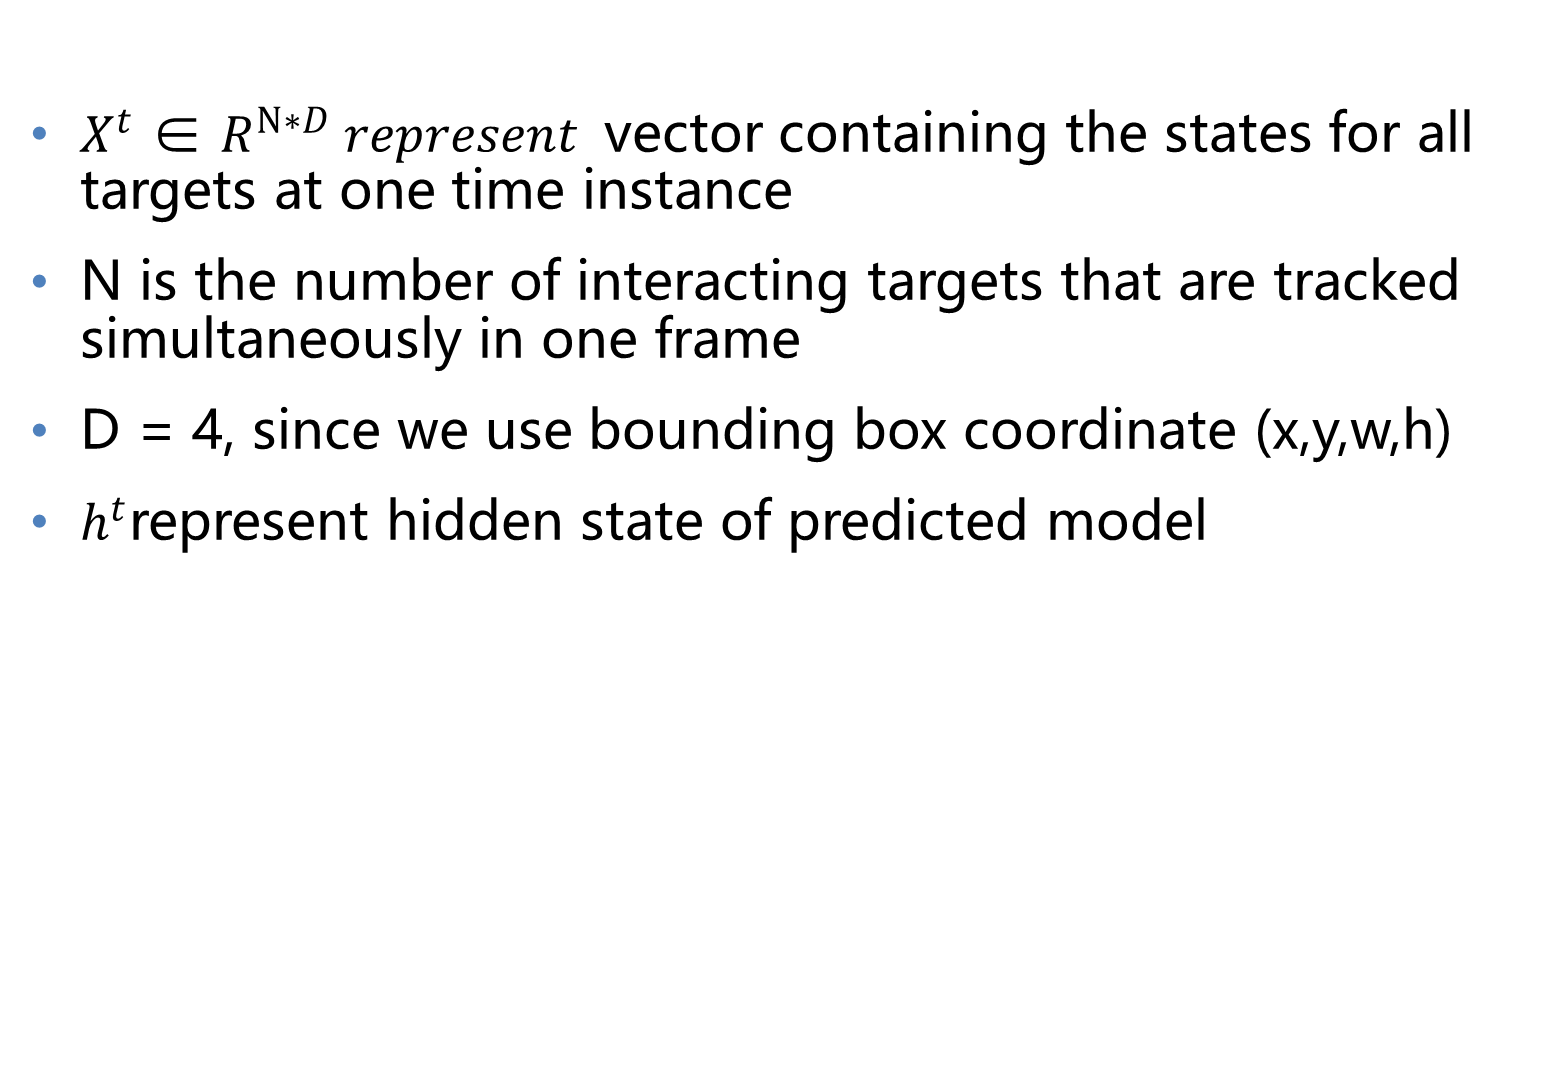 • $X^t \in R^{N*D}$ represent vector containing the states for all
targets at one time instance
• N is the number of interacting targets that are tracked
simultaneously in one frame
• D = 4, since we use bounding box coordinate (x,y,w,h)
• $h^t$represent hidden state of predicted model